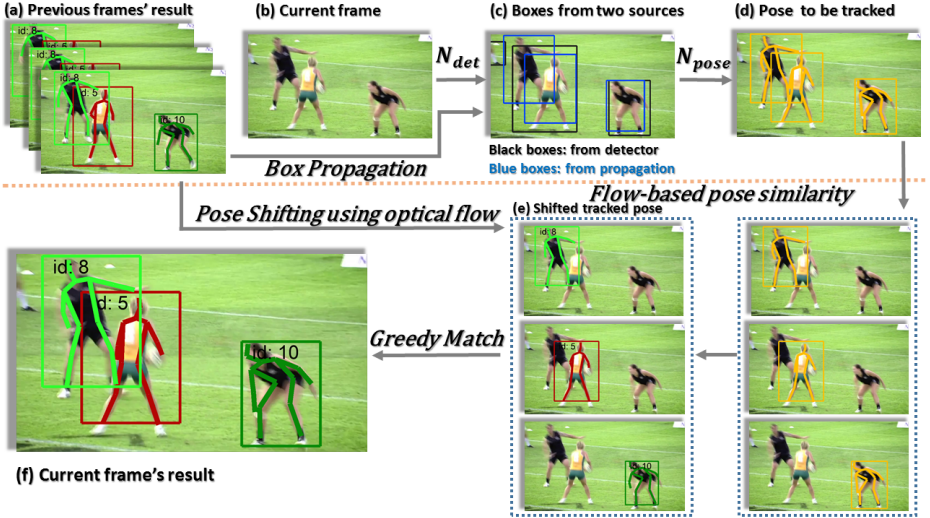 (a) Previous frames' result
(b) Current frame
(c) Boxes from two sources
(d) Pose to be tracked
id: 8
id: 8
id: 8
d: 5
id: 10
N_det
N_pose
Black boxes: from detector
Blue boxes: from propagation
Box Propagation
Flow-based pose similarity
Pose Shifting using optical flow
(e) Shifted tracked pose
id: 8
id: 5
id: 10
Greedy Match
id: 8
d: 5
id: 10
(f) Current frame's result